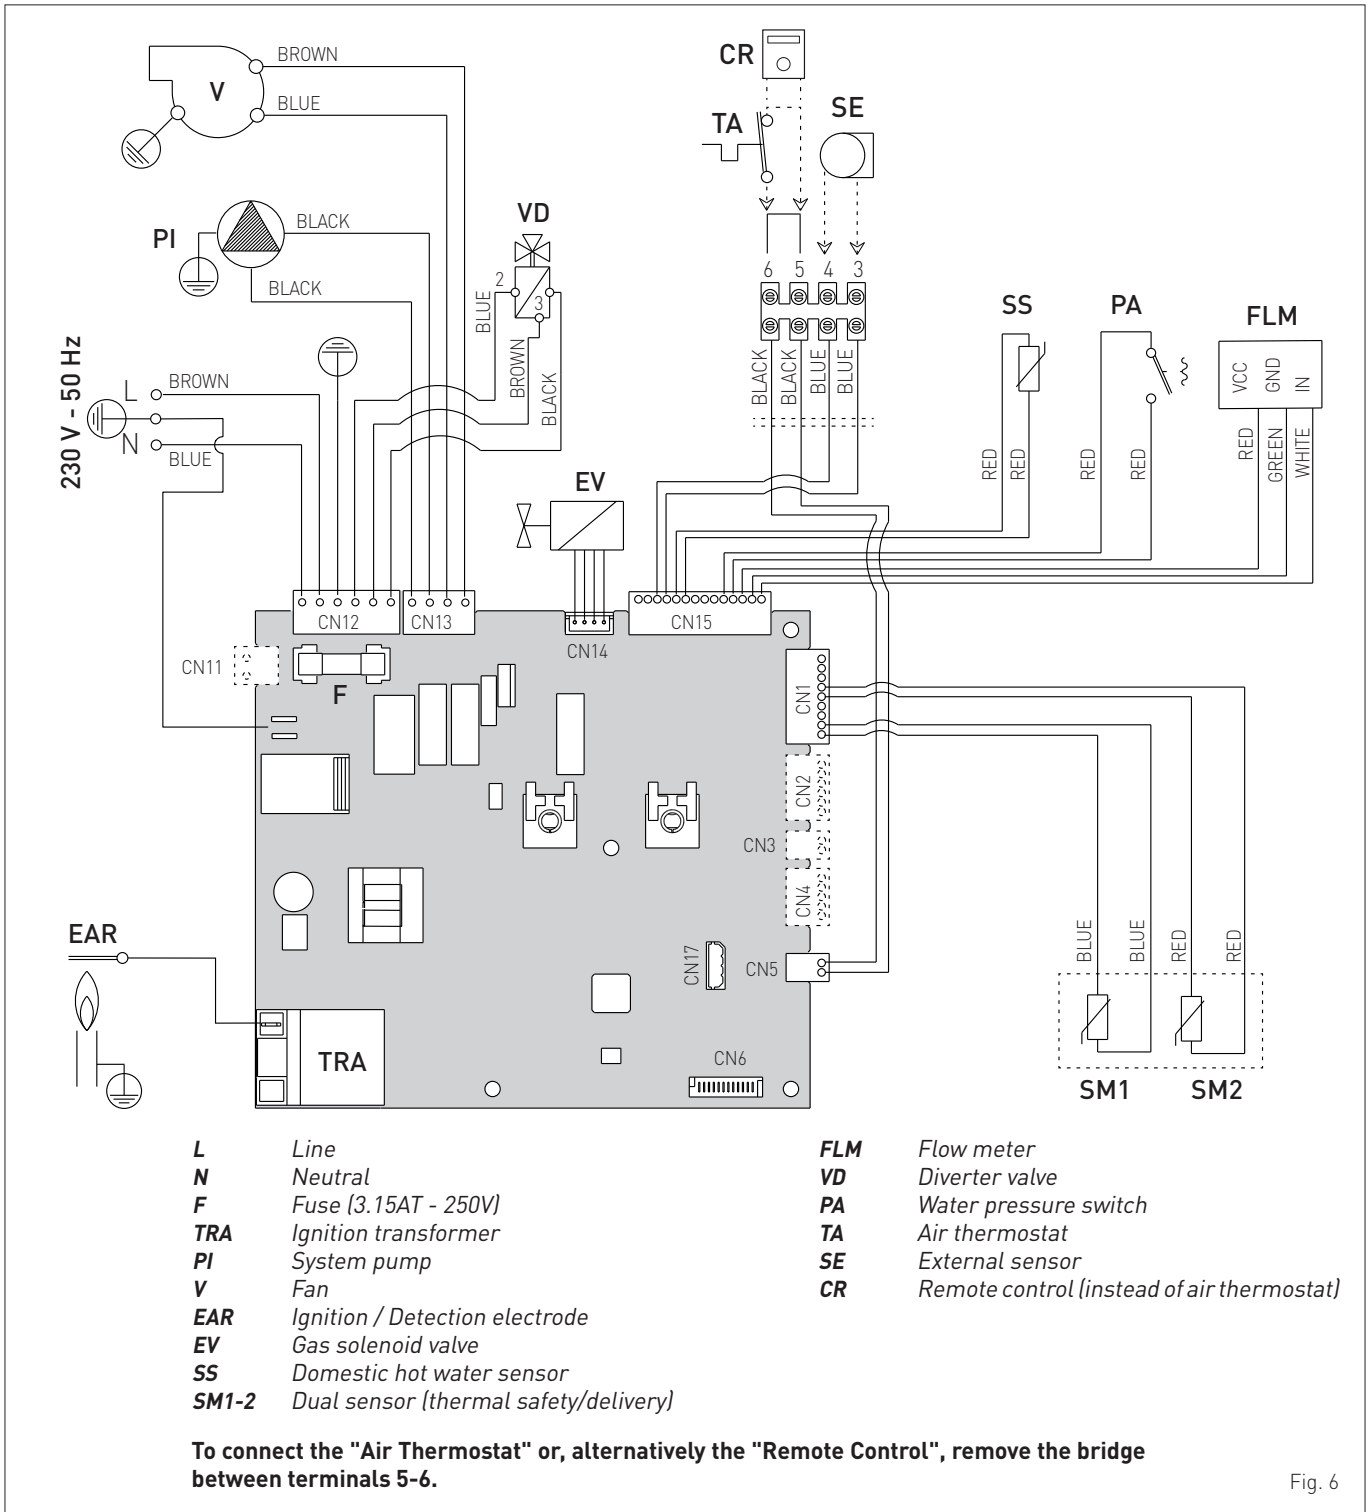 BROWN
V
BLUE
CR
TA
SE
PI
BLACK
BLACK
VD
2
3
BLUE
BROWN
BLACK
6 5 4 3
BLACK
BLACK
BLUE
BLUE
230 V - 50 Hz
L
BROWN
N
BLUE
SS
PA
FLM
VCC
GND
IN
RED
RED
RED
RED
RED
GREEN
WHITE
EV
CN12
CN13
CN14
CN15
CN11
F
CN1
CN2
CN3
CN4
CN17
CN5
CN6
EAR
TRA
BLUE
BLUE
RED
RED
SM1
SM2
L Line
N Neutral
F Fuse (3.15AT - 250V)
TRA Ignition transformer
PI System pump
V Fan
EAR Ignition / Detection electrode
EV Gas solenoid valve
SS Domestic hot water sensor
SM1-2 Dual sensor (thermal safety/delivery)
FLM Flow meter
VD Diverter valve
PA Water pressure switch
TA Air thermostat
SE External sensor
CR Remote control (instead of air thermostat)
To connect the "Air Thermostat" or, alternatively the "Remote Control", remove the bridge
between terminals 5-6.
Fig. 6